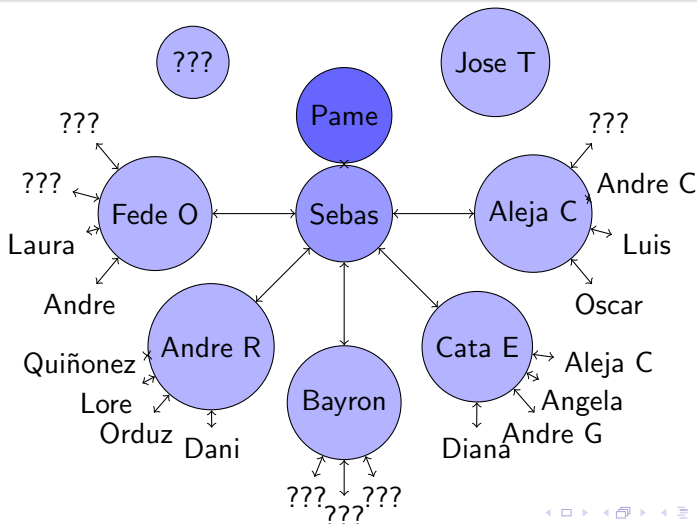 ???
Jose T
Pame
???
???
???
Andre C
Fede O
Sebas
Aleja C
Laura
Luis
Andre
Oscar
Andre R
Cata E
Quiñonez
Aleja C
Lore
Bayron
Angela
Orduz
Andre G
Dani
Diana
???
???
???